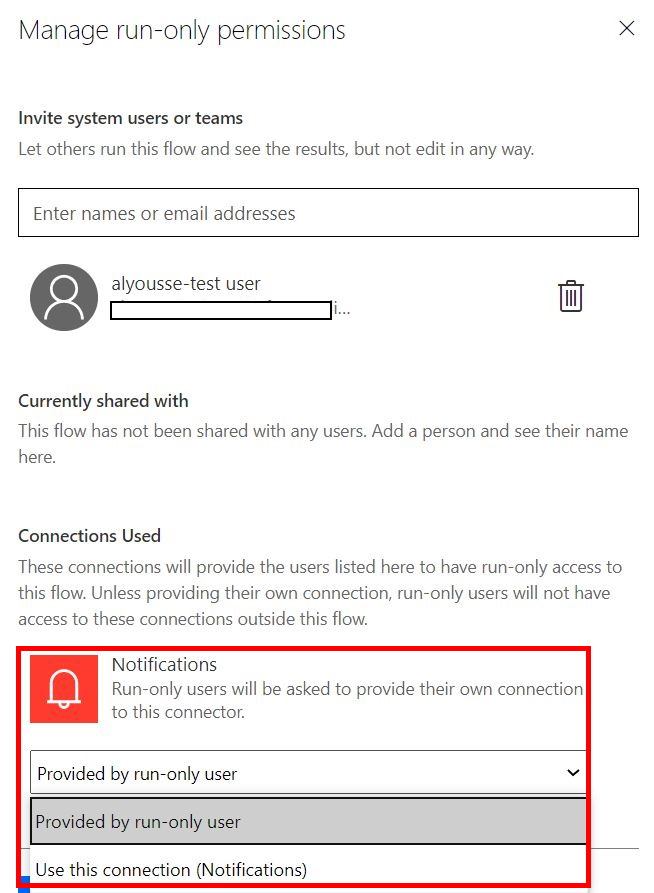 Manage run-only permissions
Invite system users or teams
Let others run this flow and see the results, but not edit in any way.
Enter names or email addresses
alyousse-test user
i...
Currently shared with
This flow has not been shared with any users. Add a person and see their name
here.
Connections Used
These connections will provide the users listed here to have run-only access to
this flow. Unless providing their own connection, run-only users will not have
access to these connections outside this flow.
Notifications
Run-only users will be asked to provide their own connection
to this connector.
Provided by run-only user
Provided by run-only user
Use this connection (Notifications)